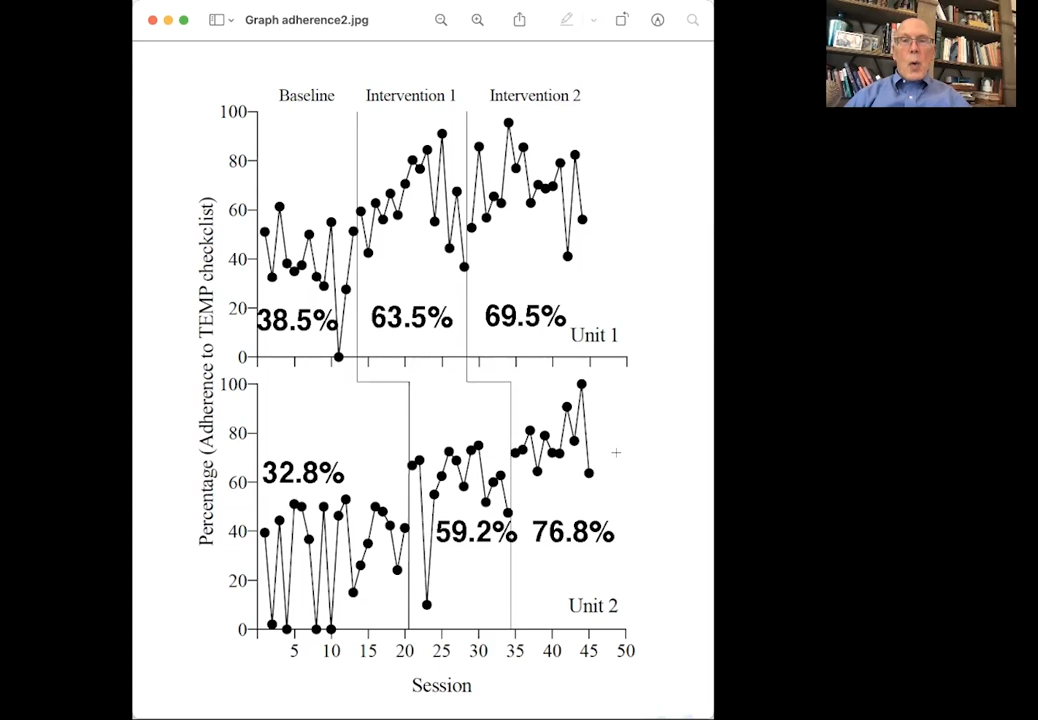 Graph adherence2.jpg
Baseline Intervention 1 Intervention 2
Percentage (Adherence to TEMP checkclist)
100
80
60
40
20
0
38.5% 63.5% 69.5%
Unit 1
100
80
60
40
20
0
32.8%
59.2% 76.8%
Unit 2
5 10 15 20 25 30 35 40 45 50
Session